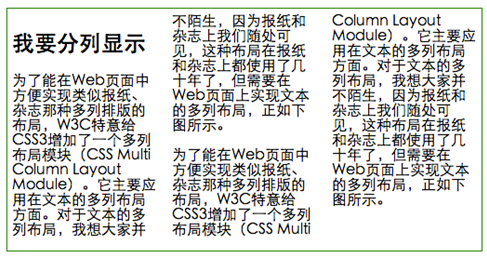 我要分列显示
为了能在Web页面中
方便实现类似报纸、
杂志那种多列排版的
布局，W3C特意给
CSS3增加了一个多列
布局模块（CSS Multi
Column Layout
Module）。它主要应
用在文本的多列布局
方面。对于文本的多
列布局，我想大家并
不陌生，因为报纸和
杂志上我们随处可
见，这种布局在报纸
和杂志上都使用了几
十年了，但需要在
Web页面上实现文本
的多列布局，正如下
图所示。
为了能在Web页面中
方便实现类似报纸、
杂志那种多列排版的
布局，W3C特意给
CSS3增加了一个多列
布局模块（CSS Multi
Column Layout
Module）。它主要应
用在文本的多列布局
方面。对于文本的多
列布局，我想大家并
不陌生，因为报纸和
杂志上我们随处可
见，这种布局在报纸
和杂志上都使用了几
十年了，但需要在
Web页面上实现文本
的多列布局，正如下
图所示。